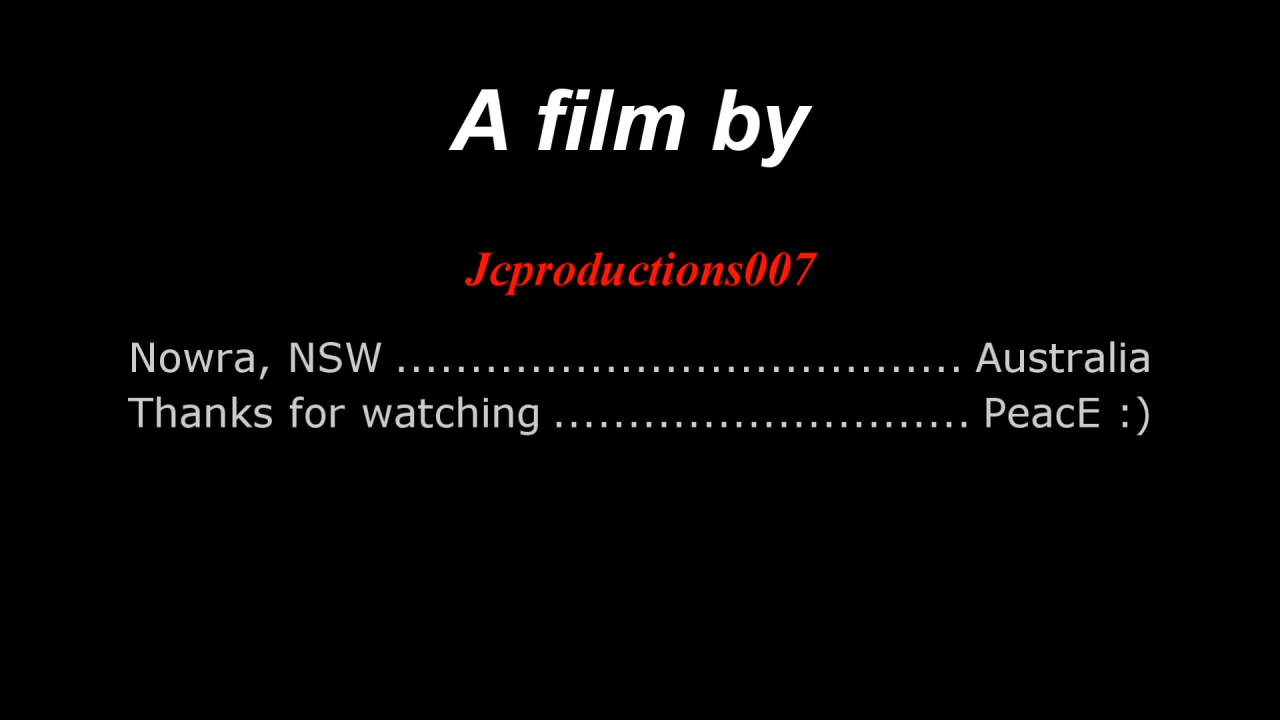 A film by
Jcproductions007
Nowra, NSW ...................................... Australia
Thanks for watching ............................ PeacE :)